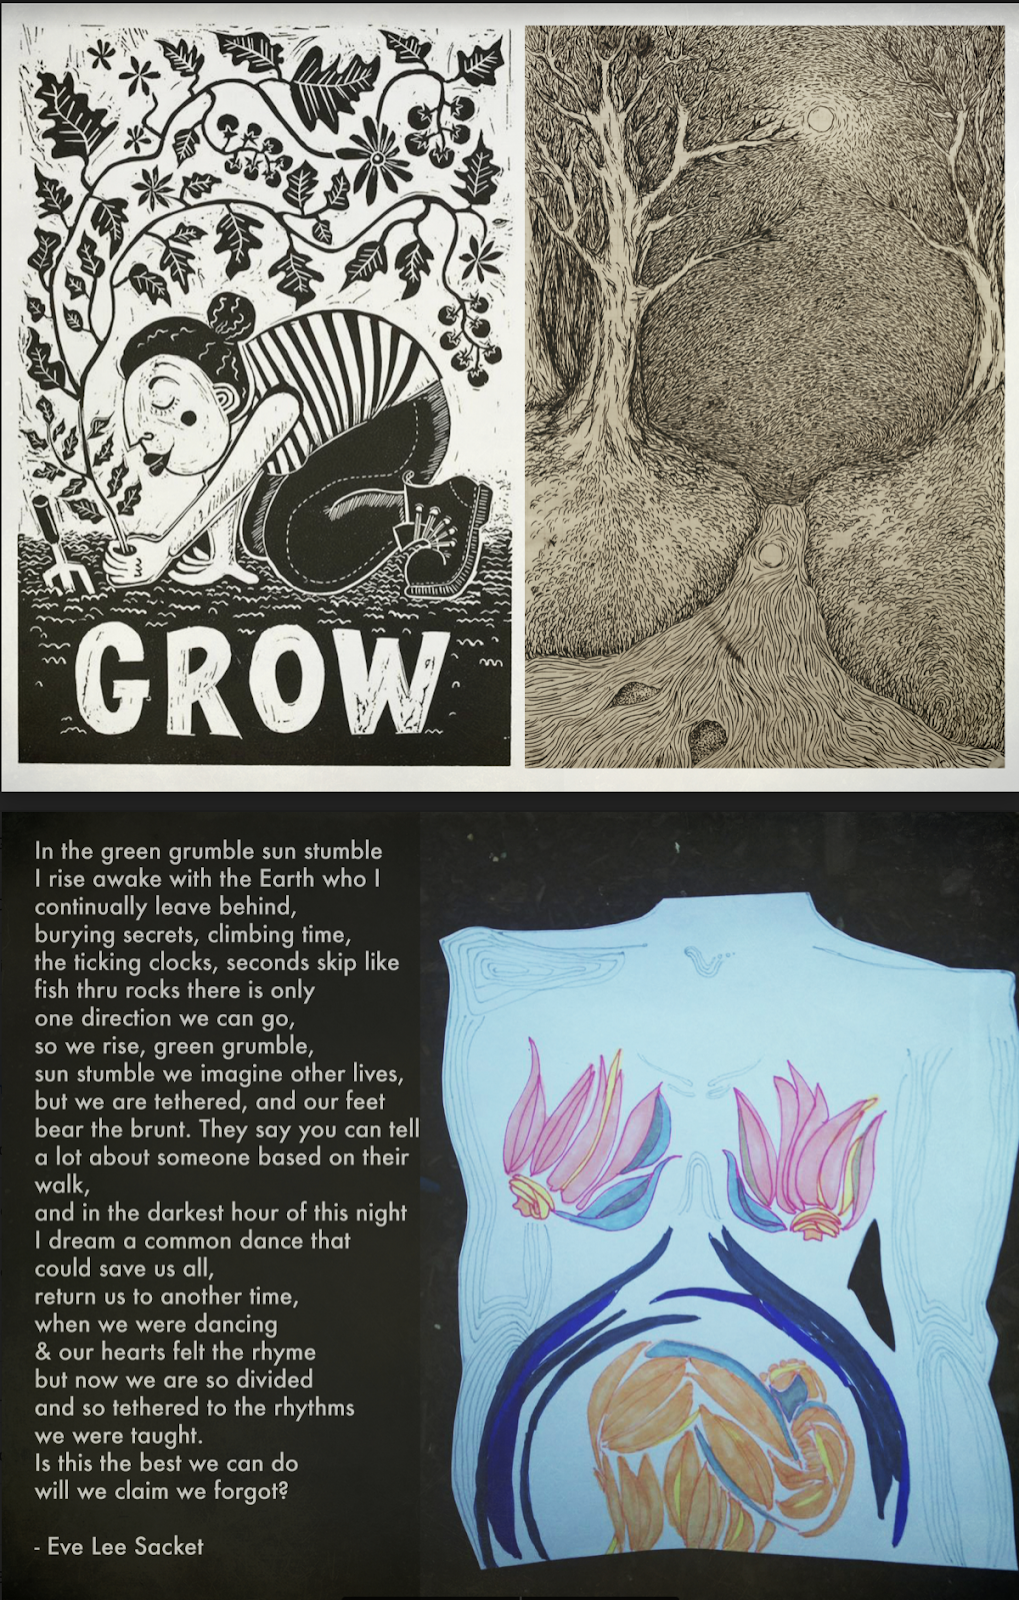 GROW
In the green grumble sun stumble
I rise awake with the Earth who I
continually leave behind,
burying secrets, climbing time,
the ticking clocks, seconds skip like
fish thru rocks there is only
one direction we can go,
so we rise, green grumble,
sun stumble we imagine other lives,
but we are tethered, and our feet
bear the brunt. They say you can tell
a lot about someone based on their
walk,
and in the darkest hour of this night
I dream a common dance that
could save us all,
return us to another time,
when we were dancing
& our hearts felt the rhyme
but now we are so divided
and so tethered to the rhythms
we were taught.
Is this the best we can do
will we claim we forgot?
- Eve Lee Sacket